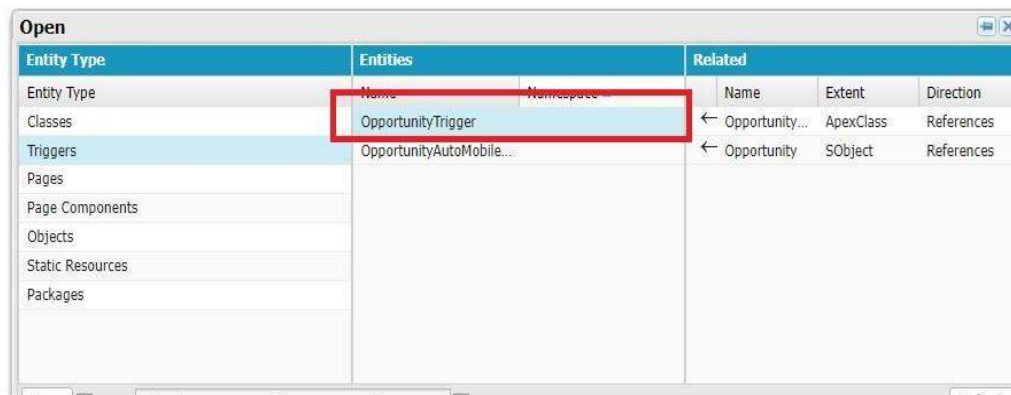 Open
Entity Type Entities Related
Entity Type Name Namespace Name Extent Direction
Classes OpportunityTrigger ← Opportunity... ApexClass References
Triggers OpportunityAutoMobile... ← Opportunity SObject References
Pages
Page Components
Objects
Static Resources
Packages